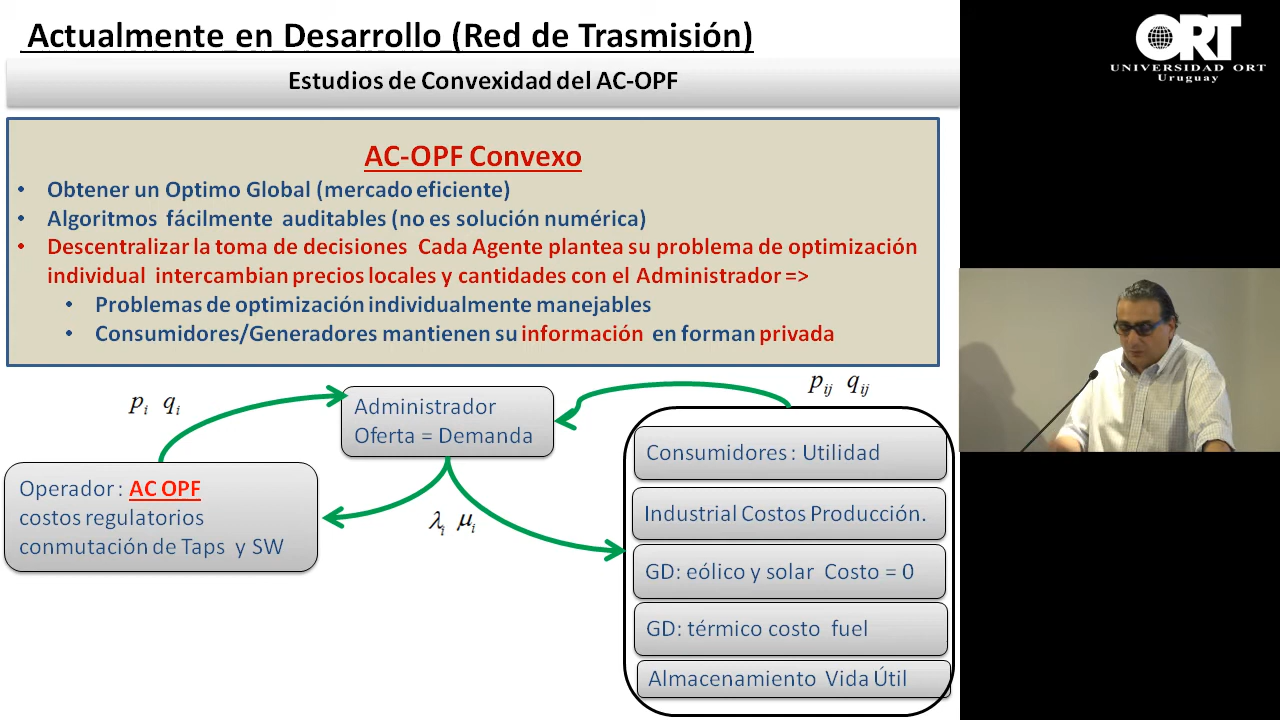 Actualmente en Desarrollo (Red de Trasmisión)
ORT
UNIVERSIDAD ORT
Uruguay
Estudios de Convexidad del AC-OPF
AC-OPF Convexo
• Obtener un Optimo Global (mercado eficiente)
• Algoritmos fácilmente auditables (no es solución numérica)
• Descentralizar la toma de decisiones Cada Agente plantea su problema de optimización
individual intercambian precios locales y cantidades con el Administrador =>
• Problemas de optimización individualmente manejables
• Consumidores/Generadores mantienen su información en forman privada
p_i q_i
Administrador
Oferta = Demanda
p_ij q_ij
Operador : AC OPF
costos regulatorios
conmutación de Taps y SW
λ_i μ_i
Consumidores : Utilidad
Industrial Costos Producción.
GD: eólico y solar Costo = 0
GD: térmico costo fuel
Almacenamiento Vida Útil